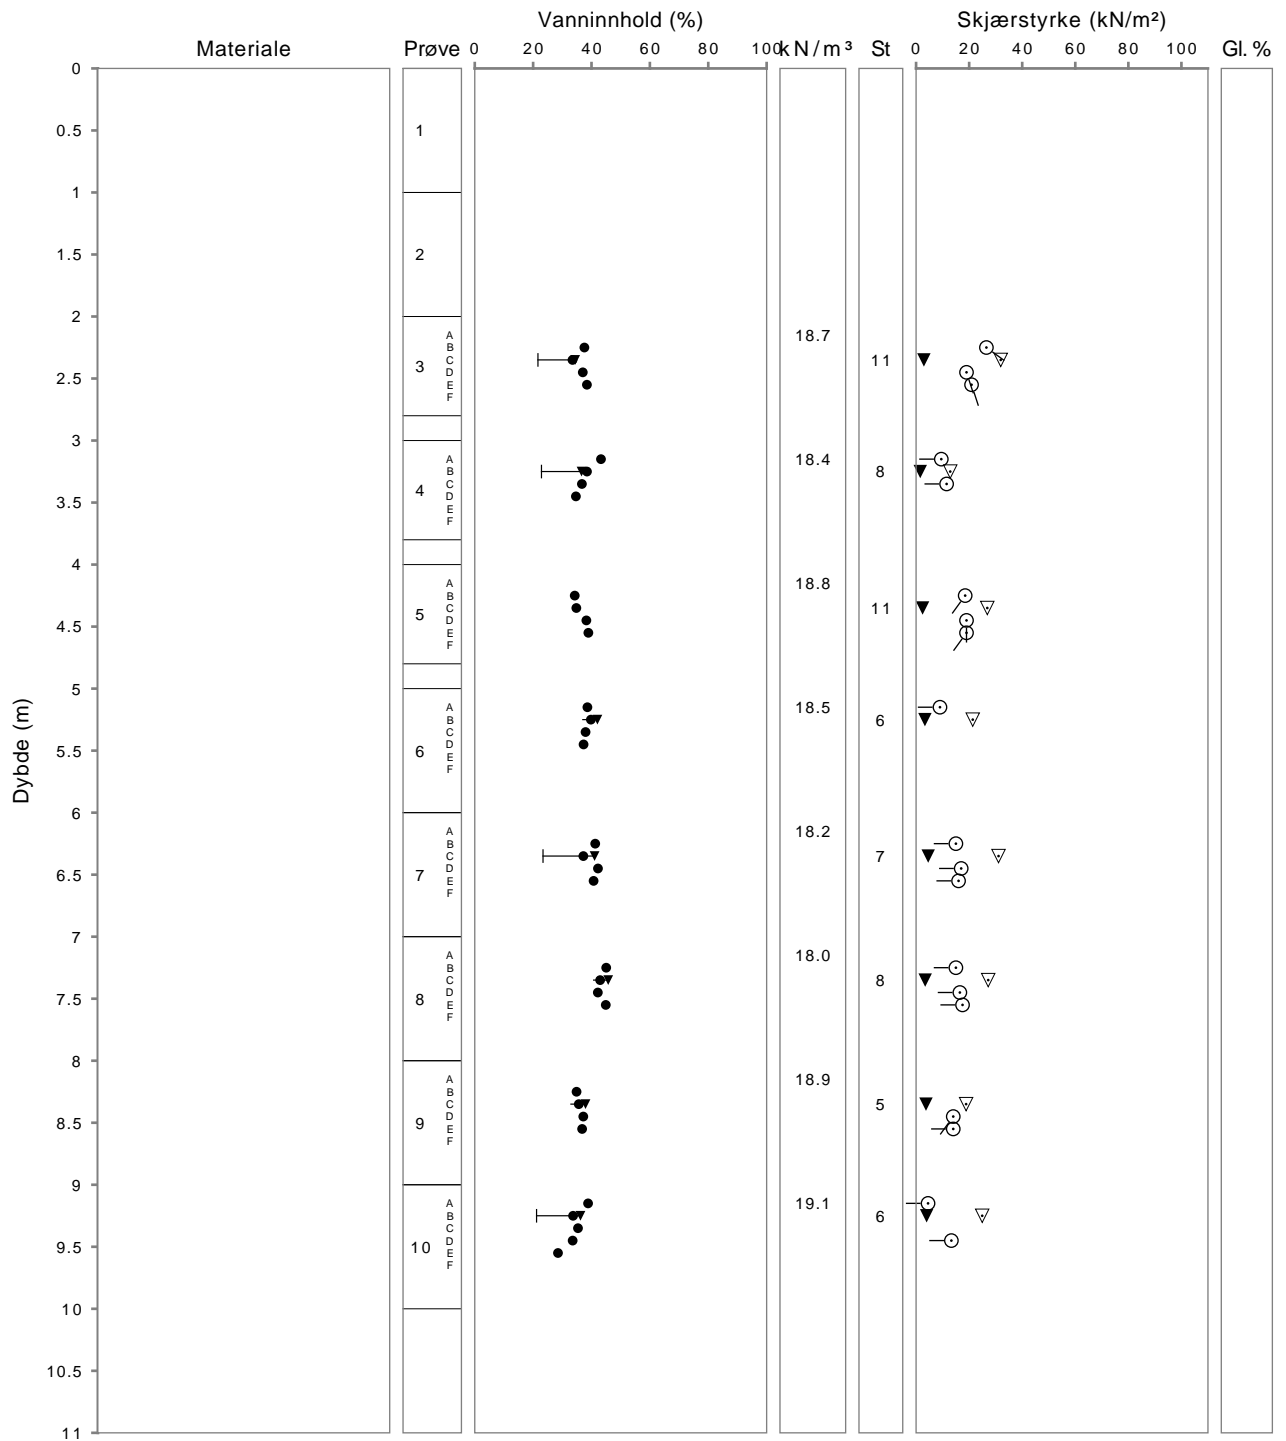 Vanninnhold (%) Skjærstyrke (kN/m²)
Materiale Prøve 0 20 40 60 80 100 kN/m³ St 0 20 40 60 80 100 Gl. %
0
0.5 1
1
1.5 2
2
A 18.7
B
3 C 11
D
2.5 E
F
3
A 18.4
B 8
C
3.5 4 D
E
F
4
A 18.8
B
5 C 11
4.5 D
E
F
5
A 18.5
B 6
C
5.5 6 D
E
F
6
A 18.2
B
C 7
6.5 7 D
E
F
7
A 18.0
B
C 8
7.5 8 D
E
F
8
A 18.9
B
C 5
8.5 9 D
E
F
9
A 19.1
B 6
C
9.5 10 D
E
F
10
10.5
11
Dybde (m)